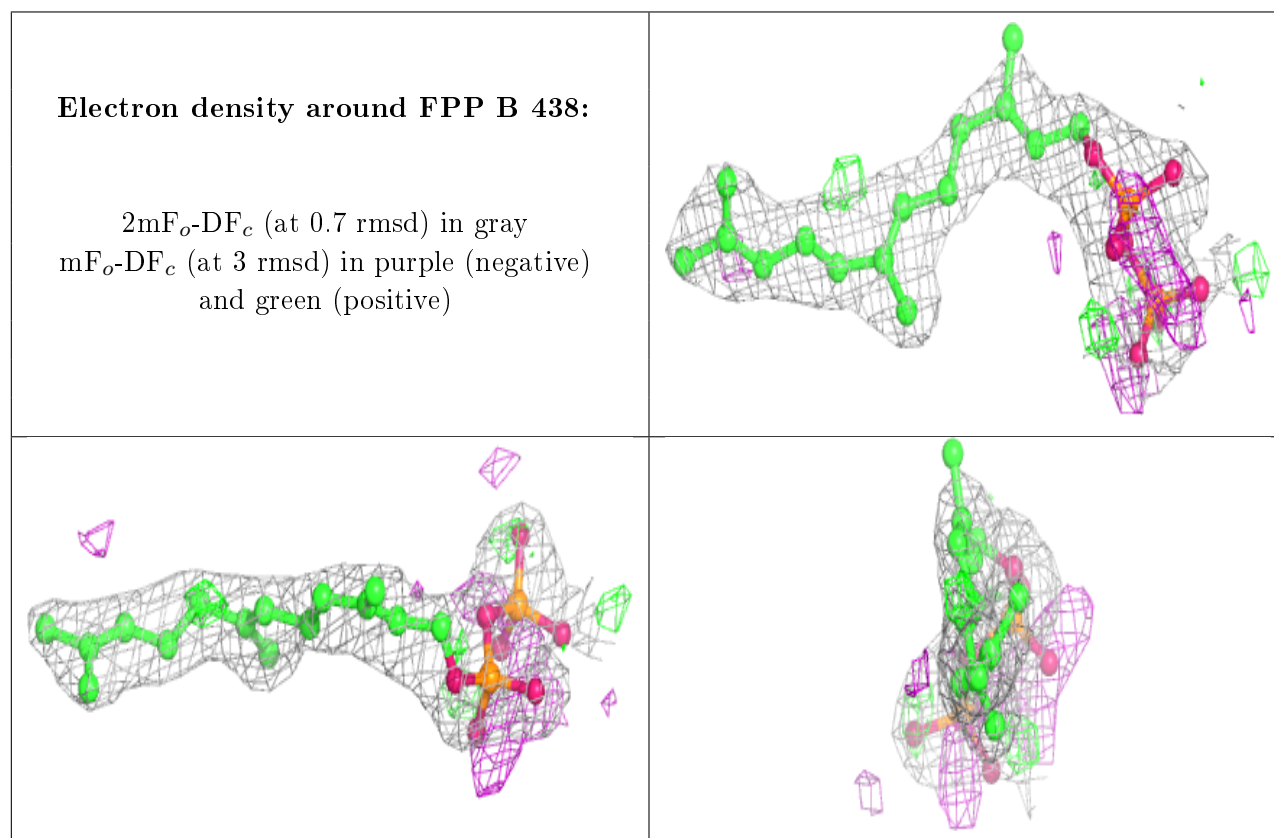 Electron density around FPP B 438:
2mFo-DFc (at 0.7 rmsd) in gray
mFo-DFc (at 3 rmsd) in purple (negative)
and green (positive)